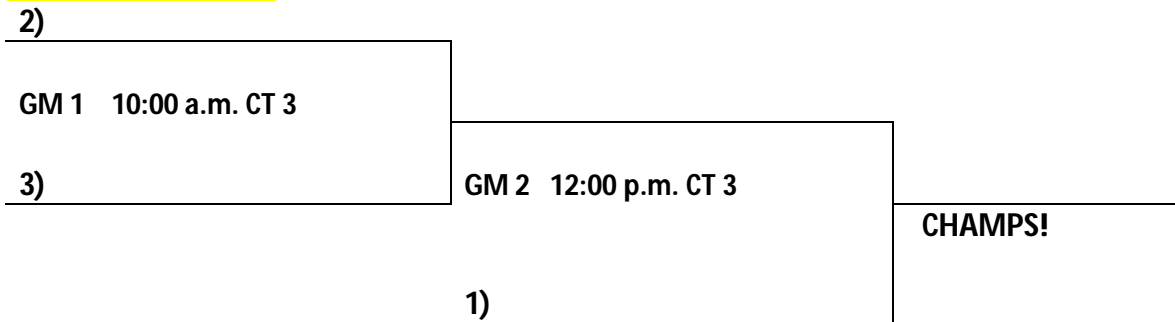 2)
GM 1 10:00 a.m. CT 3
3)
GM 2 12:00 p.m. CT 3
CHAMPS!
1)